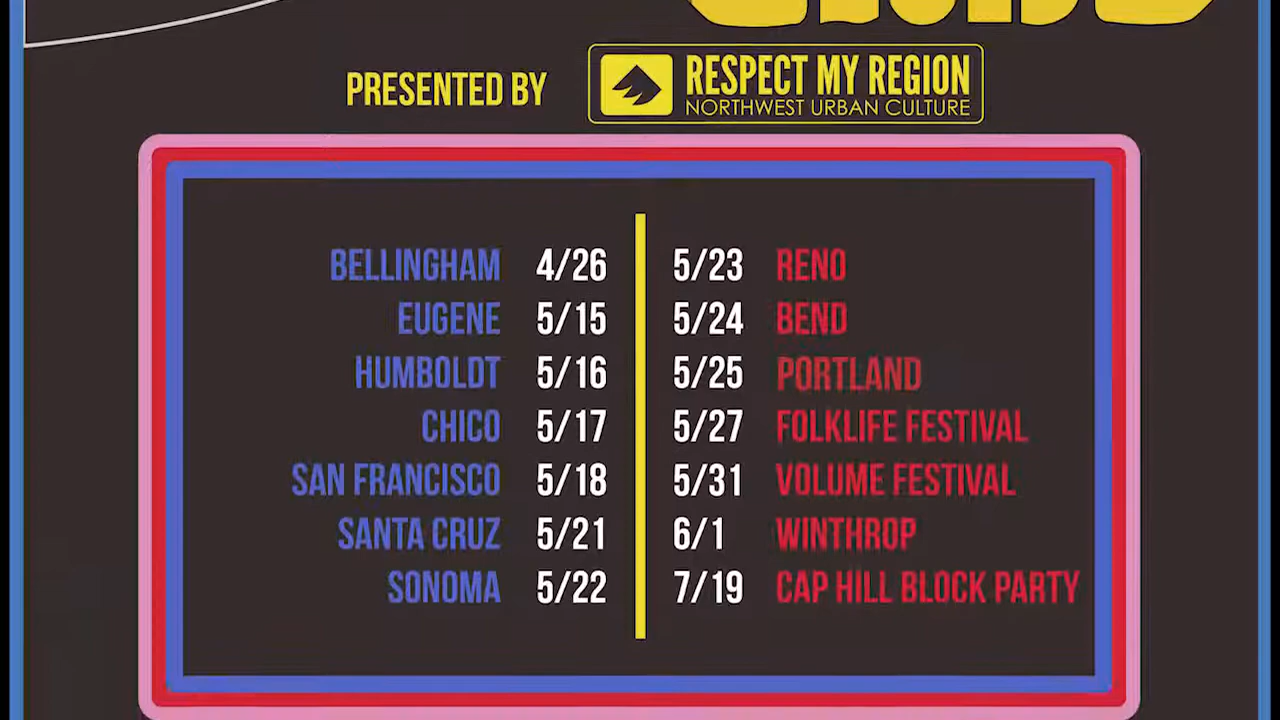 PRESENTED BY
RESPECT MY REGION
NORTHWEST URBAN CULTURE
BELLINGHAM 4/26
EUGENE 5/15
HUMBOLDT 5/16
CHICO 5/17
SAN FRANCISCO 5/18
SANTA CRUZ 5/21
SONOMA 5/22
5/23 RENO
5/24 BEND
5/25 PORTLAND
5/27 FOLKLIFE FESTIVAL
5/31 VOLUME FESTIVAL
6/1 WINTHROP
7/19 CAP HILL BLOCK PARTY